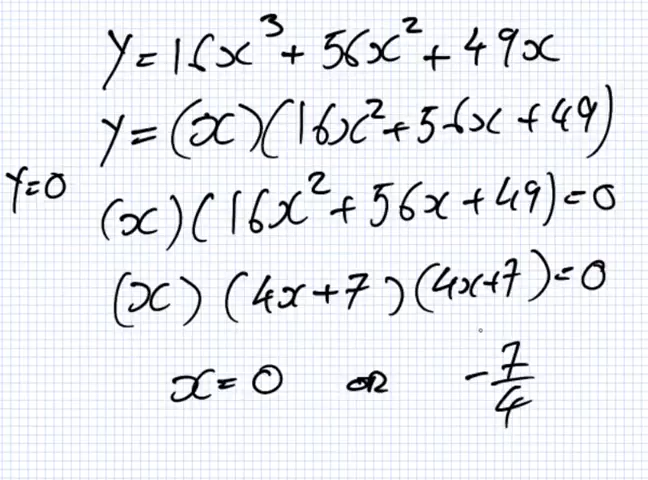 y = 16x³ + 56x² + 49x
y = (x)(16x² + 56x + 49)
y=0 (x)(16x² + 56x + 49) = 0
(x) (4x+7) (4x+7) = 0
x = 0 or -7/4